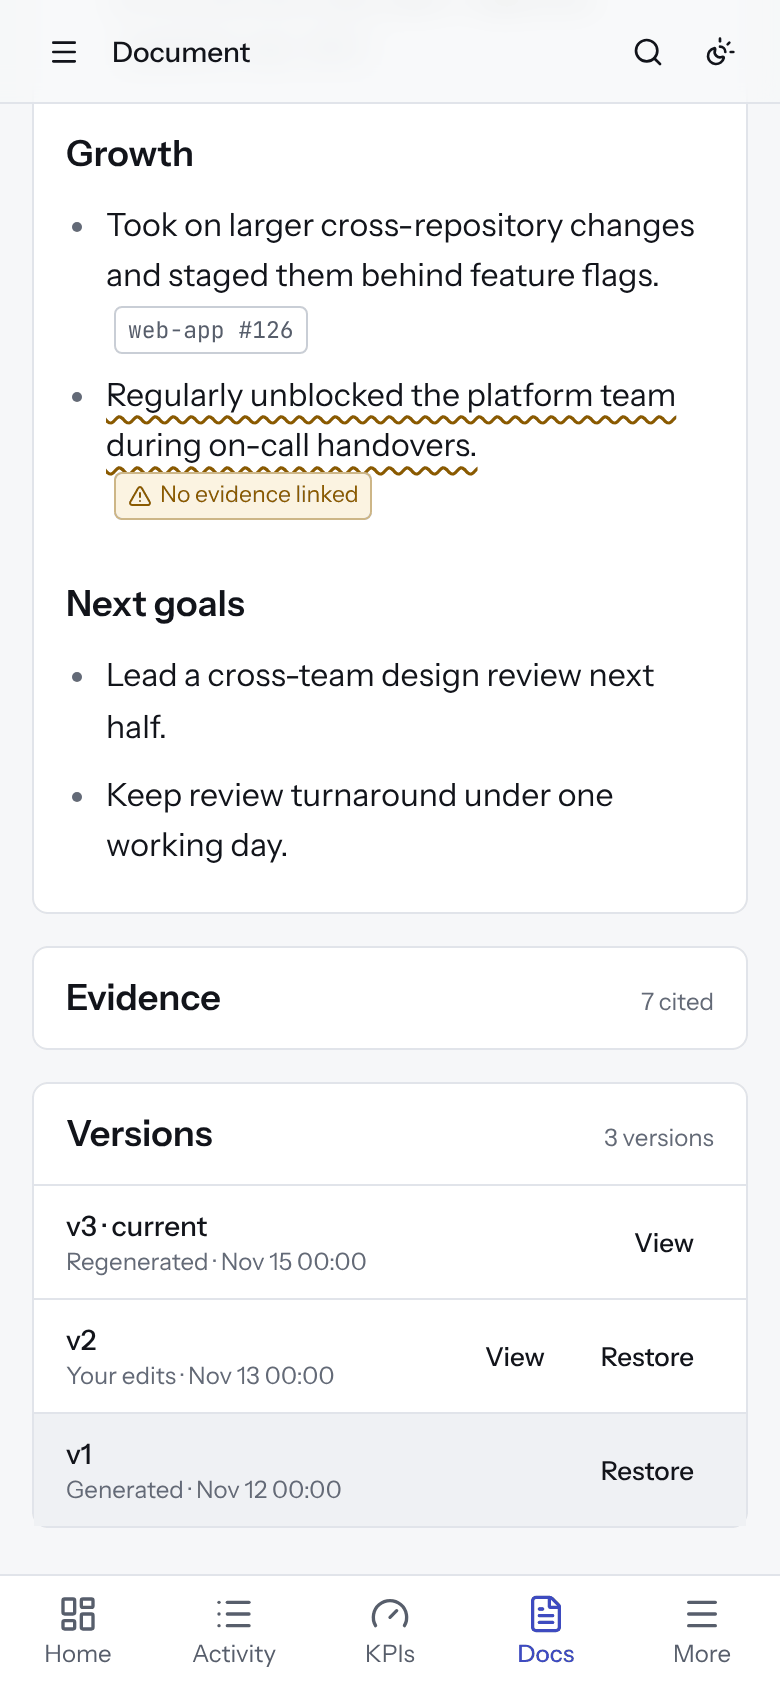 Document
Growth
Took on larger cross-repository changes
and staged them behind feature flags.
web-app #126
Regularly unblocked the platform team
during on-call handovers.
No evidence linked
Next goals
Lead a cross-team design review next
half.
Keep review turnaround under one
working day.
Evidence
7 cited
Versions
3 versions
v3 · current
Regenerated · Nov 15 00:00
View
v2
Your edits · Nov 13 00:00
View
Restore
v1
Generated · Nov 12 00:00
Restore
Home
Activity
KPIs
Docs
More